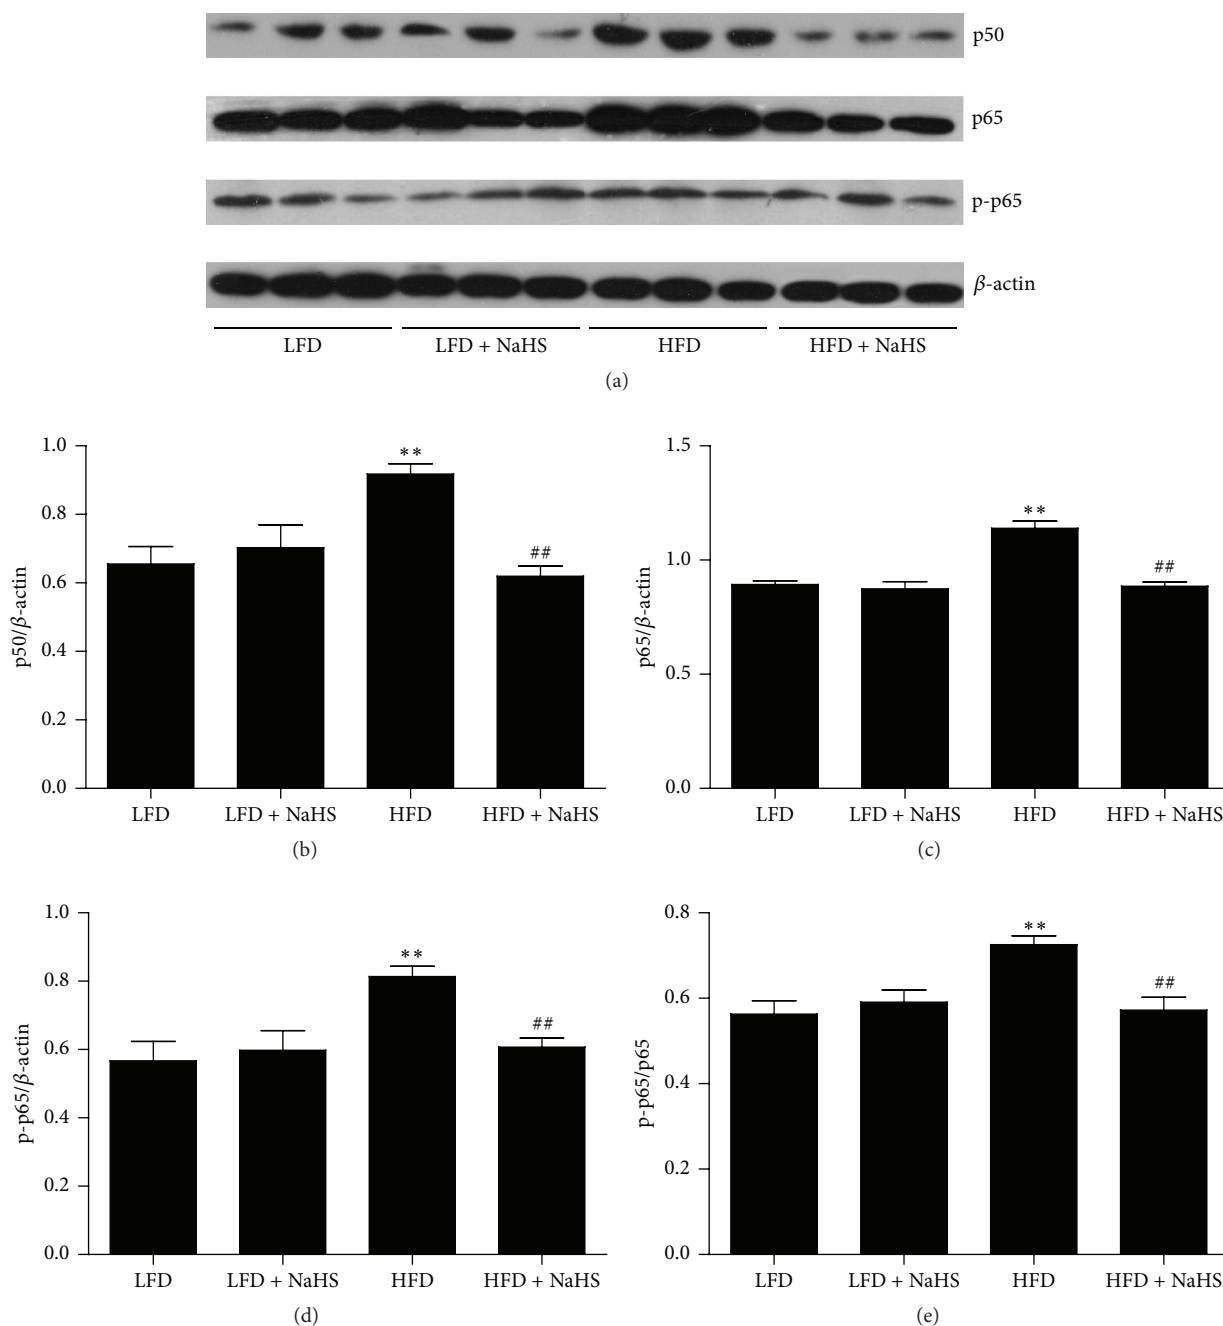 p50
p65
p-p65
β-actin
LFD LFD + NaHS HFD HFD + NaHS
(a)
1.0
0.8
0.6
0.4
0.2
0.0
p50/β-actin
**
##
LFD LFD + NaHS HFD HFD + NaHS
(b)
1.5
1.0
0.5
0.0
p65/β-actin
**
##
LFD LFD + NaHS HFD HFD + NaHS
(c)
1.0
0.8
0.6
0.4
0.2
0.0
p-p65/β-actin
**
##
LFD LFD + NaHS HFD HFD + NaHS
(d)
0.8
0.6
0.4
0.2
0.0
p-p65/p65
**
##
LFD LFD + NaHS HFD HFD + NaHS
(e)